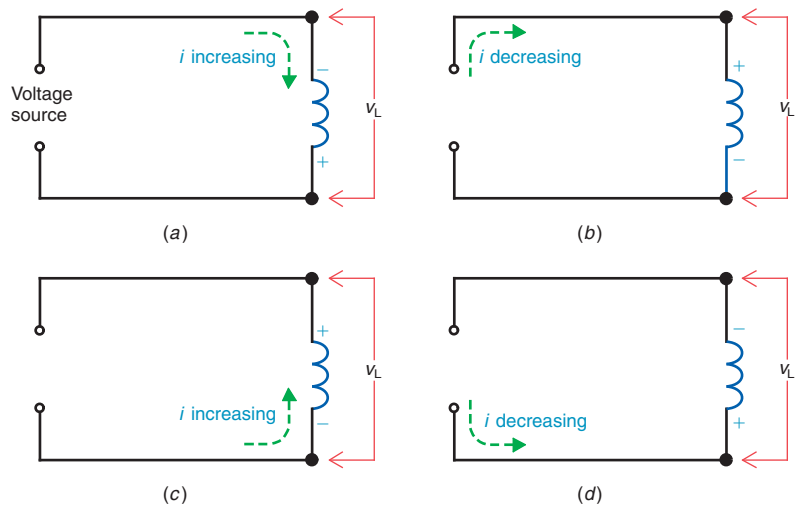 i increasing
−
Voltage
source
v_L
+
(a)
i decreasing
+
v_L
−
(b)
+
v_L
i increasing
−
(c)
−
v_L
i decreasing
+
(d)